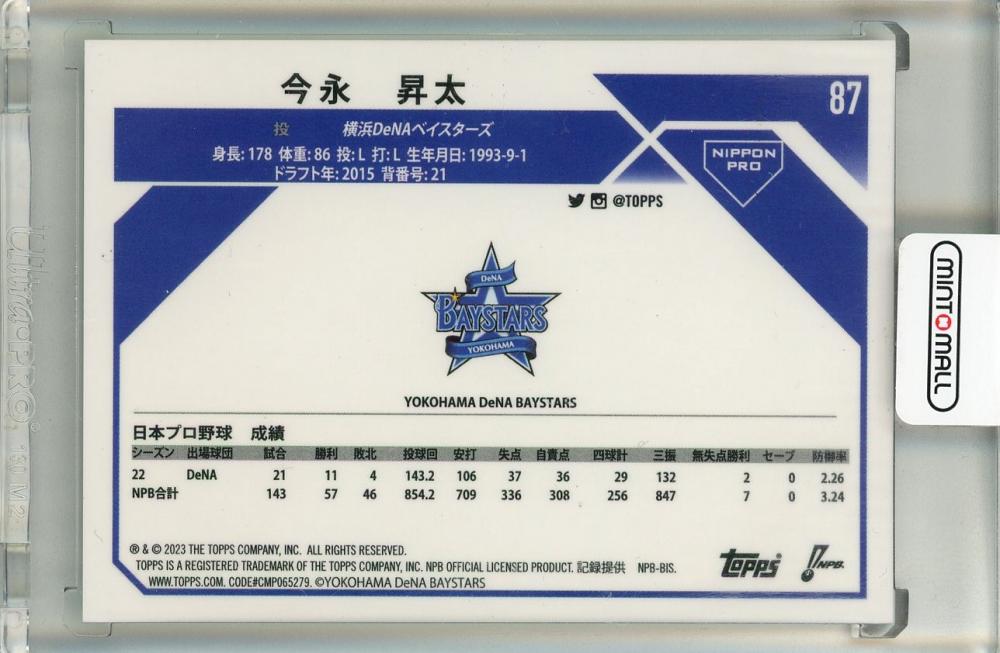 今永 昇太
87
投 横浜DeNAベイスターズ
身長: 178 体重: 86 投: L 打: L 生年月日: 1993-9-1
ドラフト年: 2015 背番号: 21
NIPPON
PRO
@TOPPS
DeNA
BAYSTARS
YOKOHAMA
YOKOHAMA DeNA BAYSTARS
日本プロ野球 成績
シーズン 出場球団 試合 勝利 敗北 投球回 安打 失点 自責点 四球計 三振 無失点勝利 セーブ 防御率
22 DeNA 21 11 4 143.2 106 37 36 29 132 2 0 2.26
NPB合計 143 57 46 854.2 709 336 308 256 847 7 0 3.24
® & © 2023 THE TOPPS COMPANY, INC. ALL RIGHTS RESERVED.
TOPPS IS A REGISTERED TRADEMARK OF THE TOPPS COMPANY, INC. NPB OFFICIAL LICENSED PRODUCT. 記録提供 NPB-BIS.
WWW.TOPPS.COM. CODE#CMP065279. ©YOKOHAMA DeNA BAYSTARS
topps
NPB.
MINT MALL
Ultra•PRO
130 M2